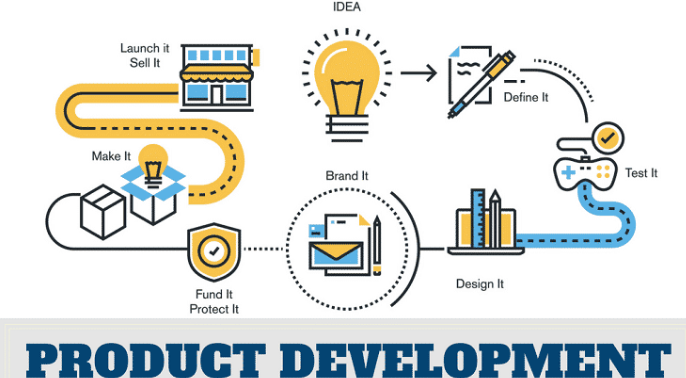 IDEA
Define It
Test It
Design It
Brand It
Fund It
Protect It
Make It
Launch it
Sell It
PRODUCT DEVELOPMENT